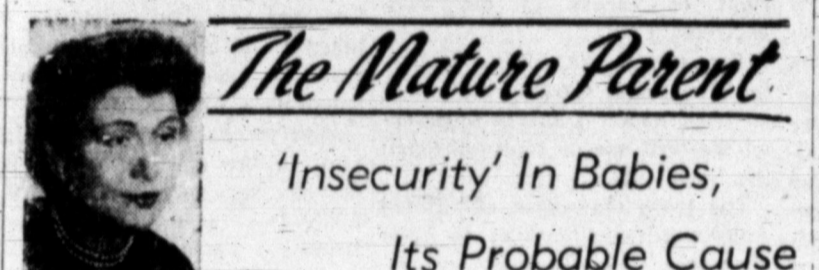 The Mature Parent
'Insecurity' In Babies,
Its Probable Cause